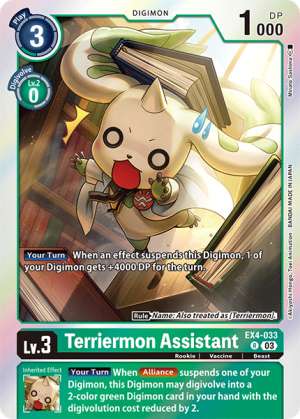 DIGIMON
Play
3
Digivolve
Lv.2
0
DP
1000
Your Turn When an effect suspends this Digimon, 1 of
your Digimon gets +4000 DP for the turn.
Rule Name: Also treated as [Terriermon].
Lv.3
Terriermon Assistant
EX4-033
R 03
Rookie
Vaccine
Beast
Inherited Effect
Your Turn When Alliance suspends one of your
Digimon, this Digimon may digivolve into a
2-color green Digimon card in your hand with the
digivolution cost reduced by 2.